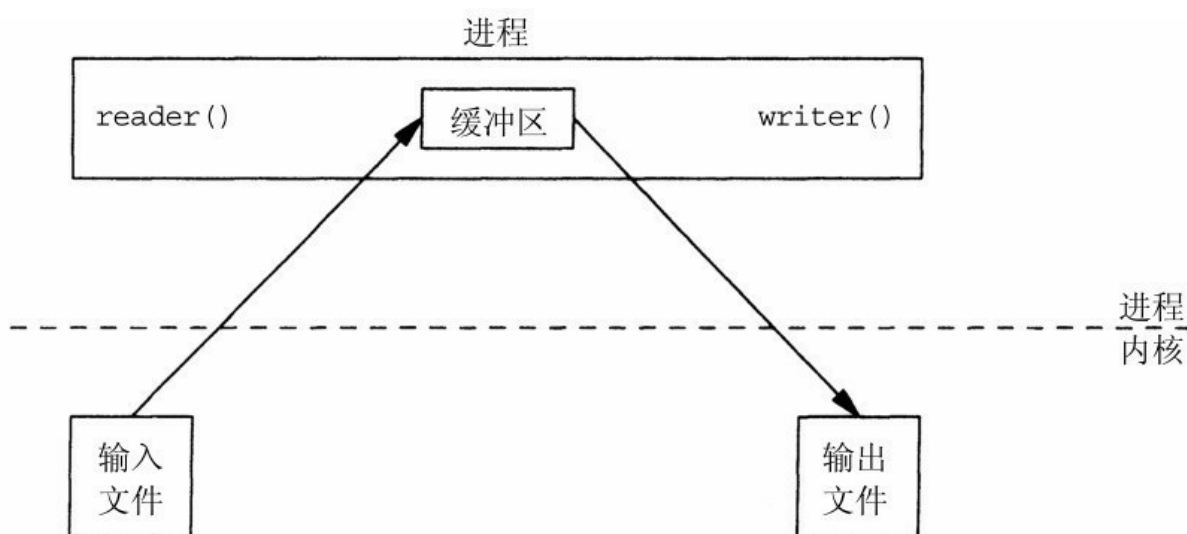 进程
reader()
缓冲区
writer()
进程
内核
输入
文件
输出
文件